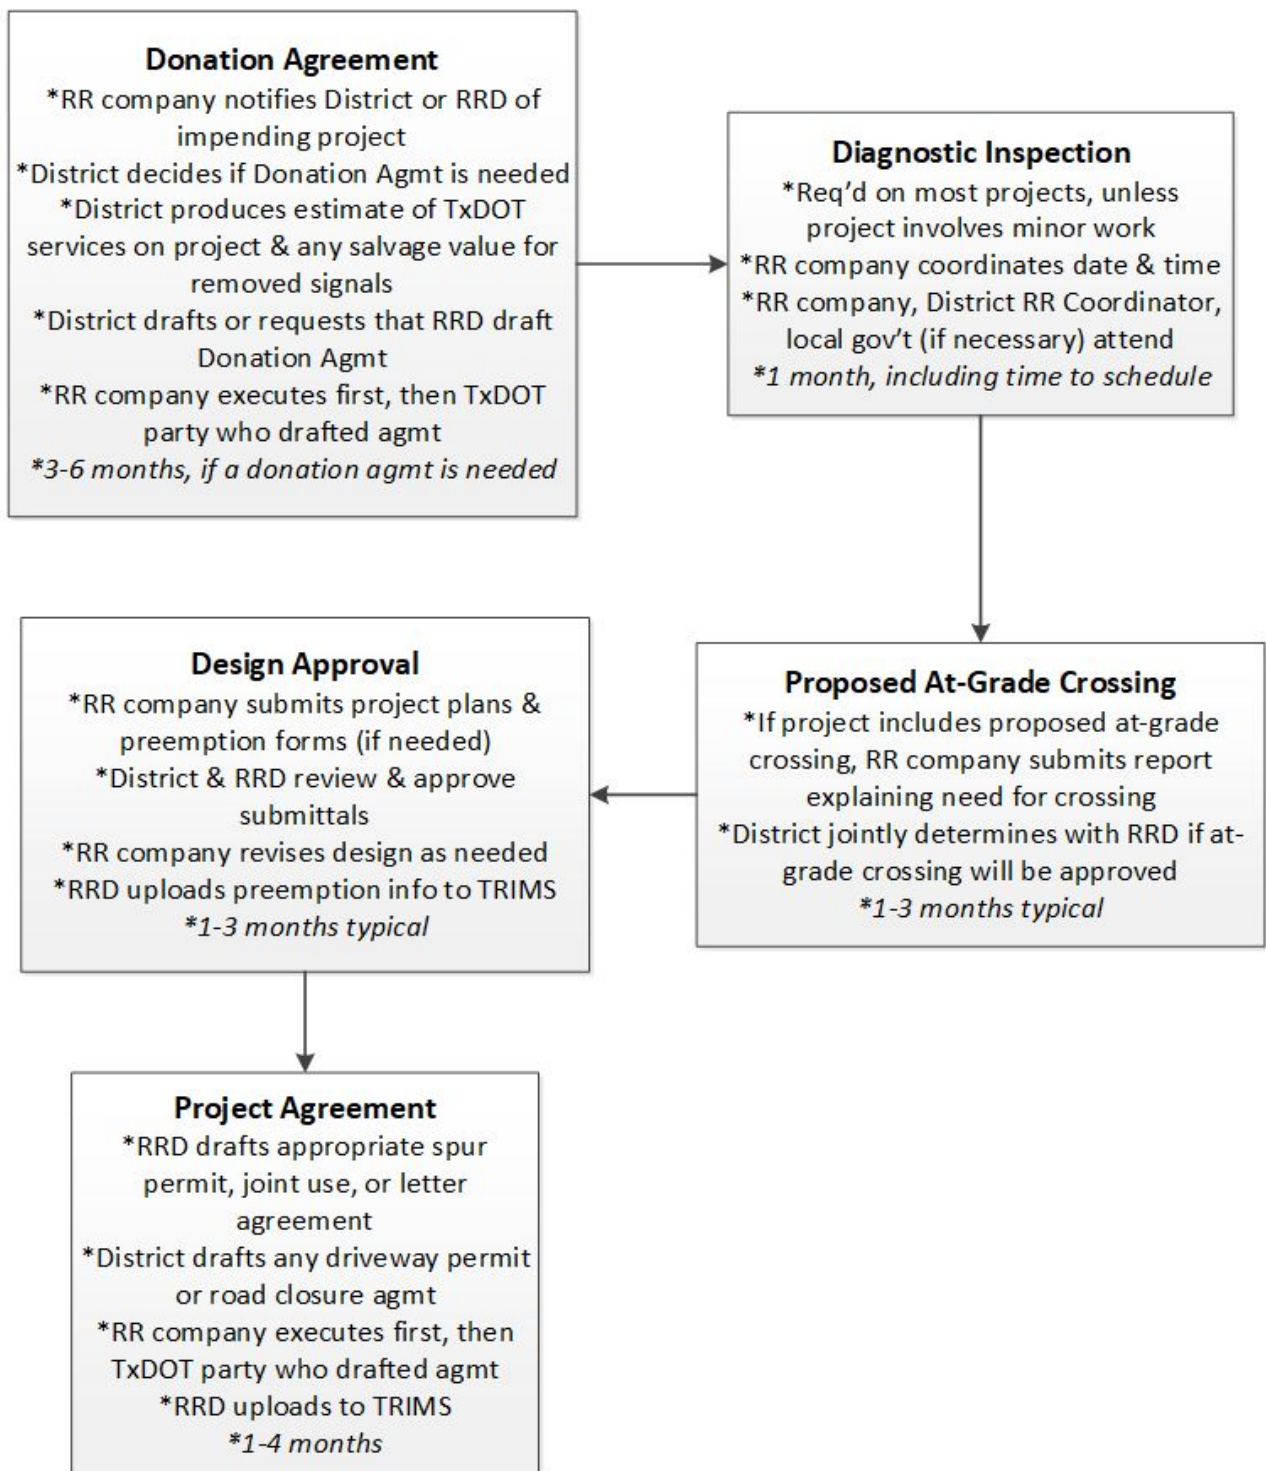 Donation Agreement
*RR company notifies District or RRD of
impending project
*District decides if Donation Agmt is needed
*District produces estimate of TxDOT
services on project & any salvage value for
removed signals
*District drafts or requests that RRD draft
Donation Agmt
*RR company executes first, then TxDOT
party who drafted agmt
*3-6 months, if a donation agmt is needed
Diagnostic Inspection
*Req’d on most projects, unless
project involves minor work
*RR company coordinates date & time
*RR company, District RR Coordinator,
local gov’t (if necessary) attend
*1 month, including time to schedule
Proposed At-Grade Crossing
*If project includes proposed at-grade
crossing, RR company submits report
explaining need for crossing
*District jointly determines with RRD if at-
grade crossing will be approved
*1-3 months typical
Design Approval
*RR company submits project plans &
preemption forms (if needed)
*District & RRD review & approve
submittals
*RR company revises design as needed
*RRD uploads preemption info to TRIMS
*1-3 months typical
Project Agreement
*RRD drafts appropriate spur
permit, joint use, or letter
agreement
*District drafts any driveway permit
or road closure agmt
*RR company executes first, then
TxDOT party who drafted agmt
*RRD uploads to TRIMS
*1-4 months